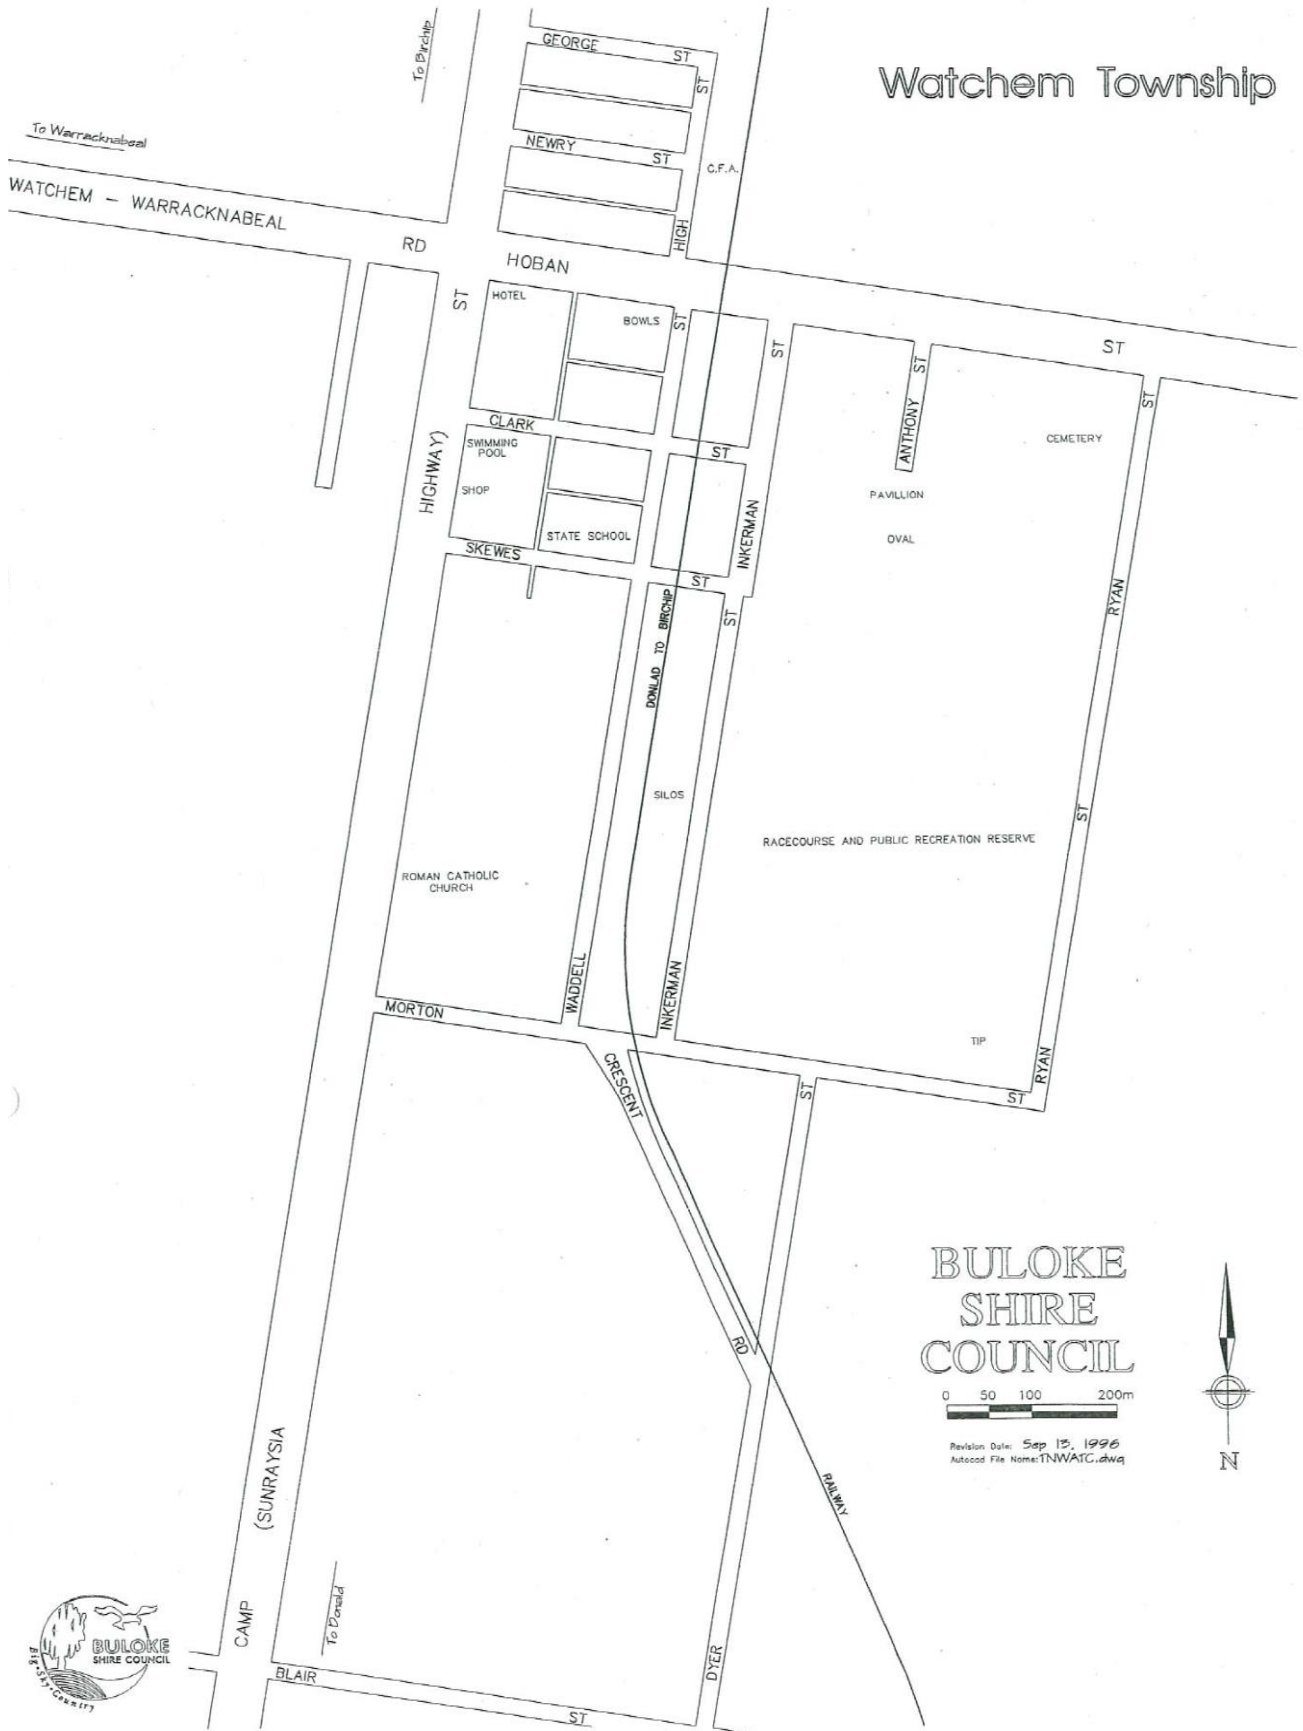 Watchem Township
To Birchip
To Warracknabeal
GEORGE ST
ST
NEWRY ST
C.F.A.
HIGH
WATCHEM - WARRACKNABEAL RD
HOBAN ST
ST
HOTEL
BOWLS
ST
ST
ANTHONY ST
ST
CLARK ST
SWIMMING
POOL
SHOP
HIGHWAY)
CEMETERY
PAVILLION
OVAL
STATE SCHOOL
INKERMAN
SKEWES ST
ST
DONLAD TO BIRCHIP
RYAN
ST
SILOS
RACECOURSE AND PUBLIC RECREATION RESERVE
ROMAN CATHOLIC
CHURCH
WADDELL
INKERMAN
MORTON ST
TIP
RYAN
CRESCENT RD
ST
BULOKE
SHIRE
COUNCIL
0 50 100 200m
Revision Date: Sep 13, 1996
Autocad File Name: TNWATC.dwg
N
RAILWAY
(SUNRAYSIA
CAMP
To Donald
DYER
BLAIR ST
BULOKE
SHIRE COUNCIL
Big-Sky-Country